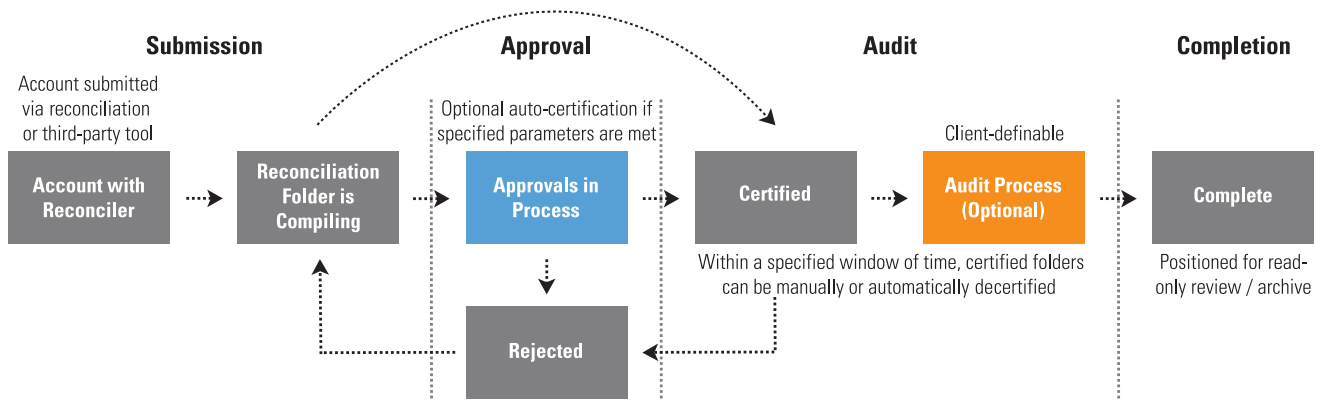 Submission
Approval
Audit
Completion
Account submitted
via reconciliation
or third-party tool
Optional auto-certification if
specified parameters are met
Client-definable
Account with
Reconciler
Reconciliation
Folder is
Compiling
Approvals in
Process
Certified
Audit Process
(Optional)
Complete
Within a specified window of time, certified folders
can be manually or automatically decertified
Positioned for read-
only review / archive
Rejected